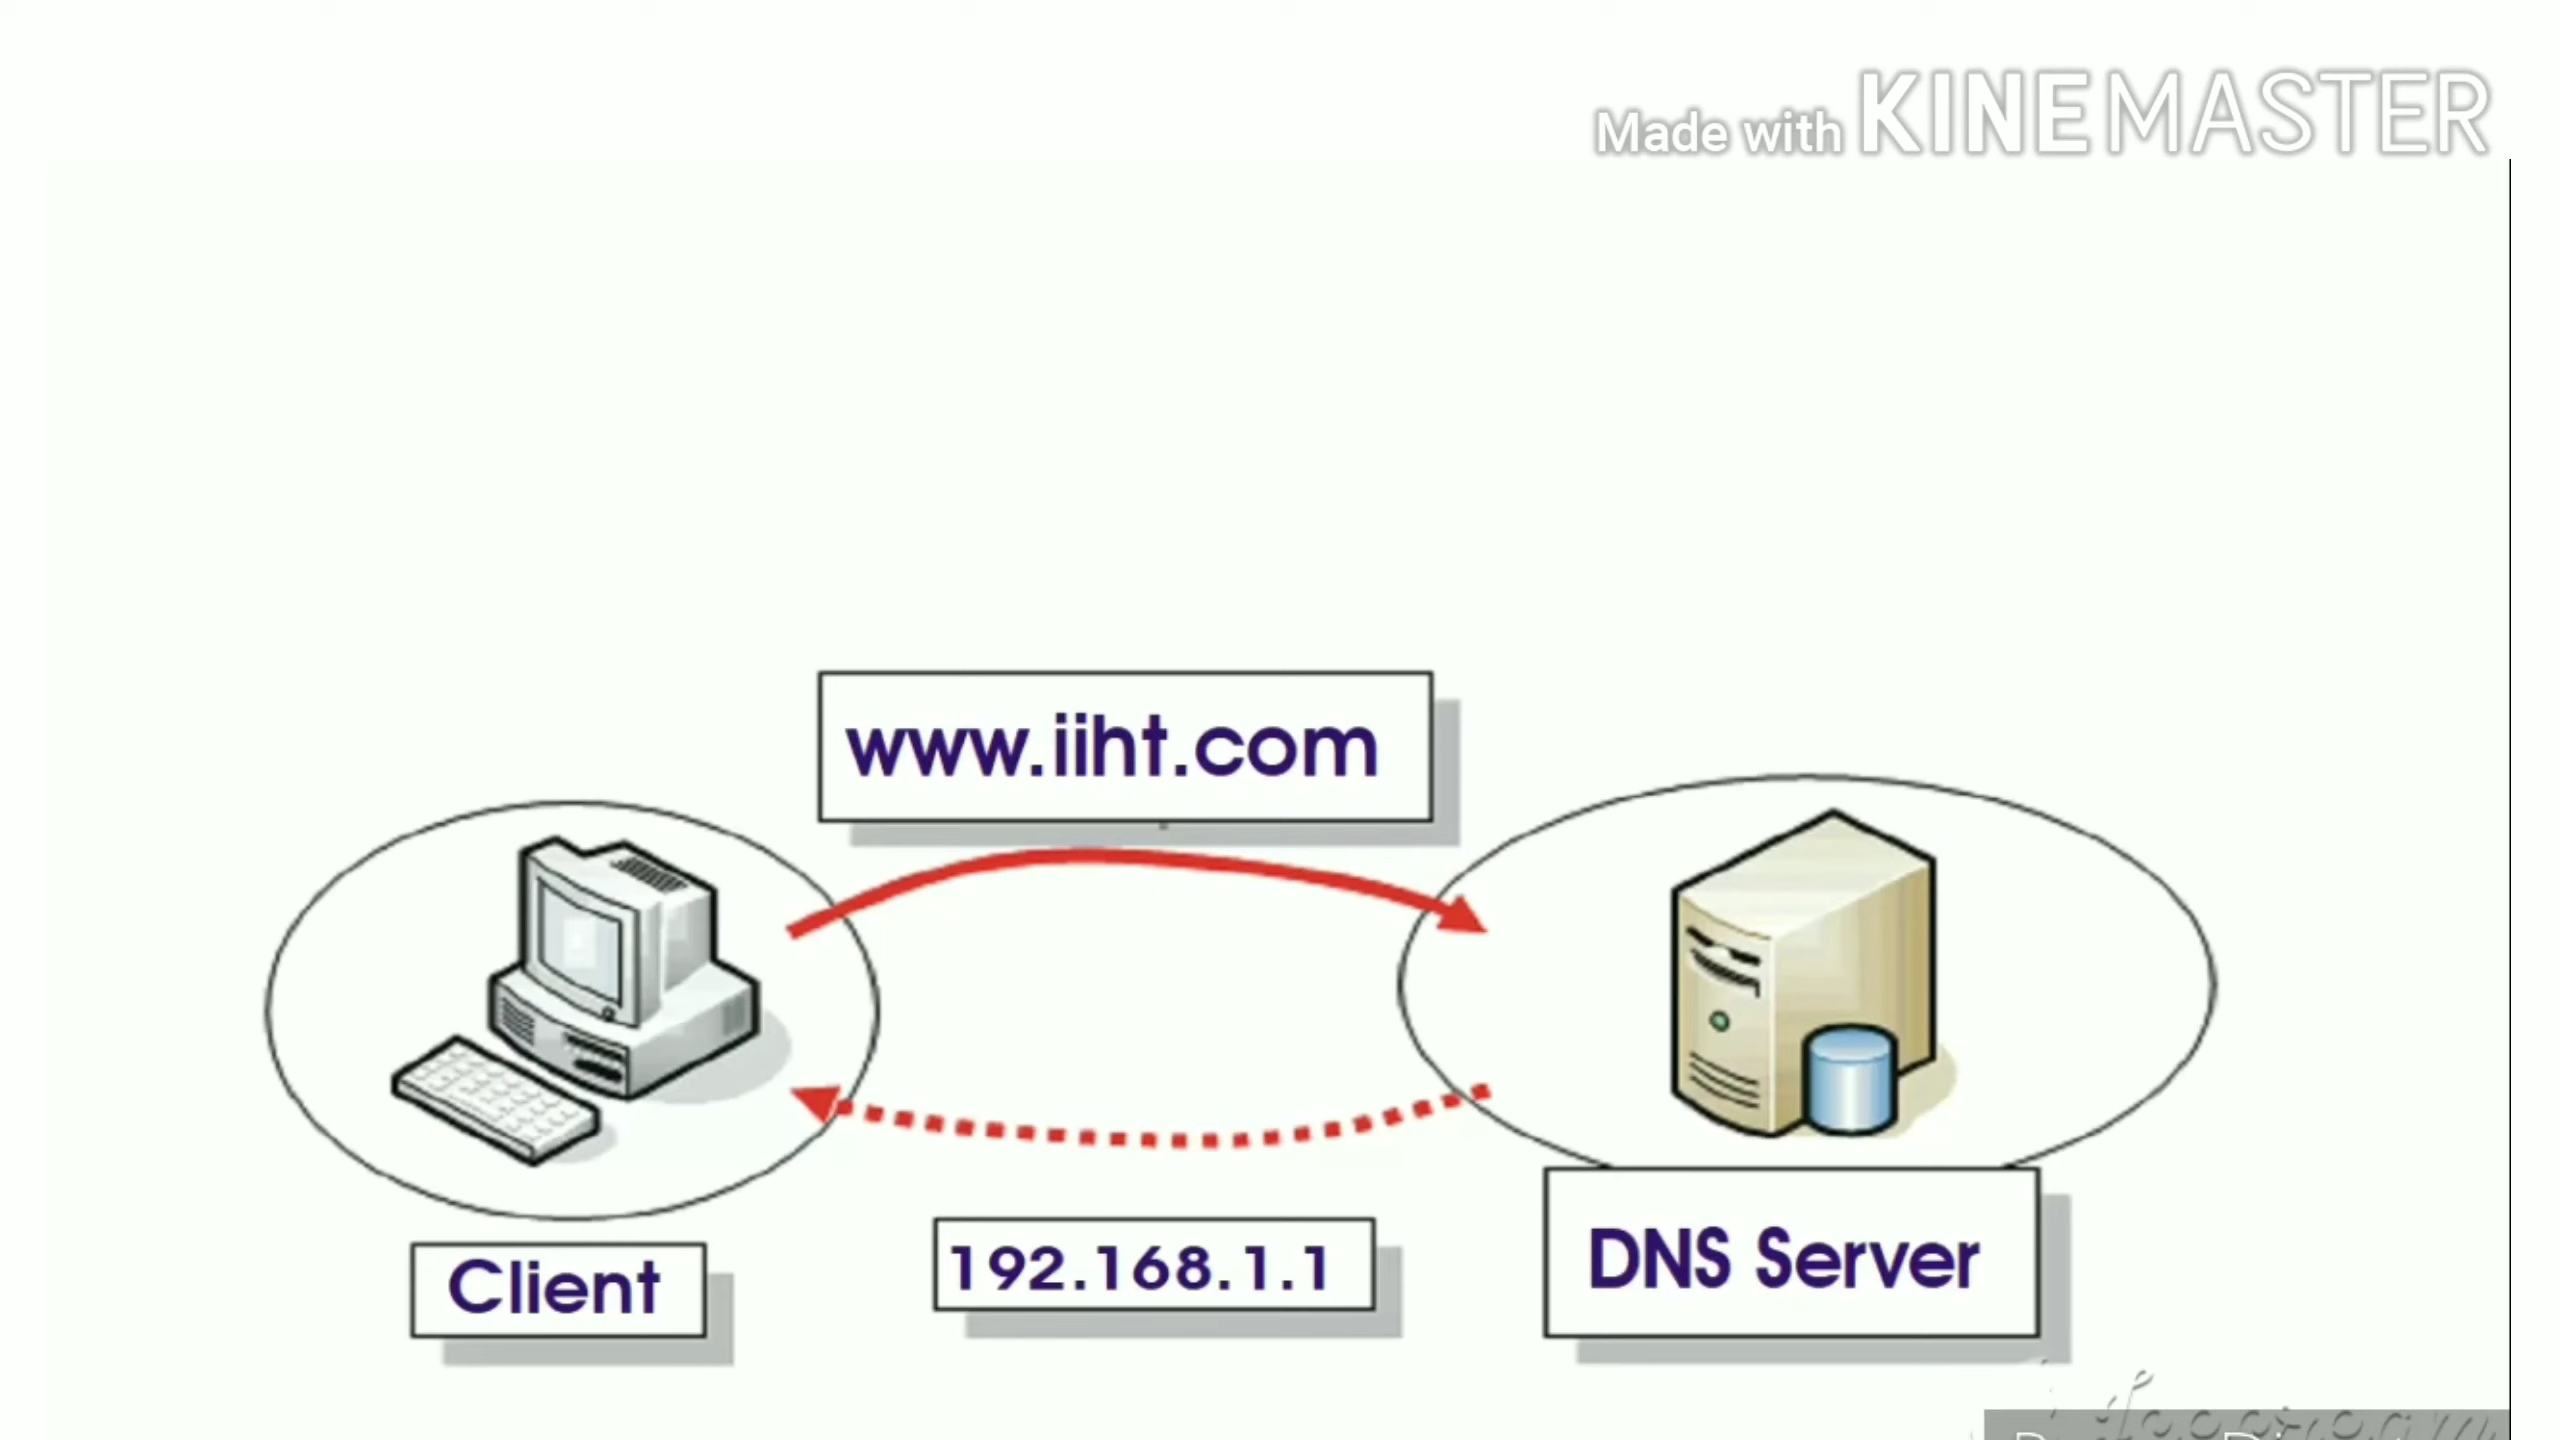 Made with KINEMASTER
www.iiht.com
192.168.1.1
Client
DNS Server